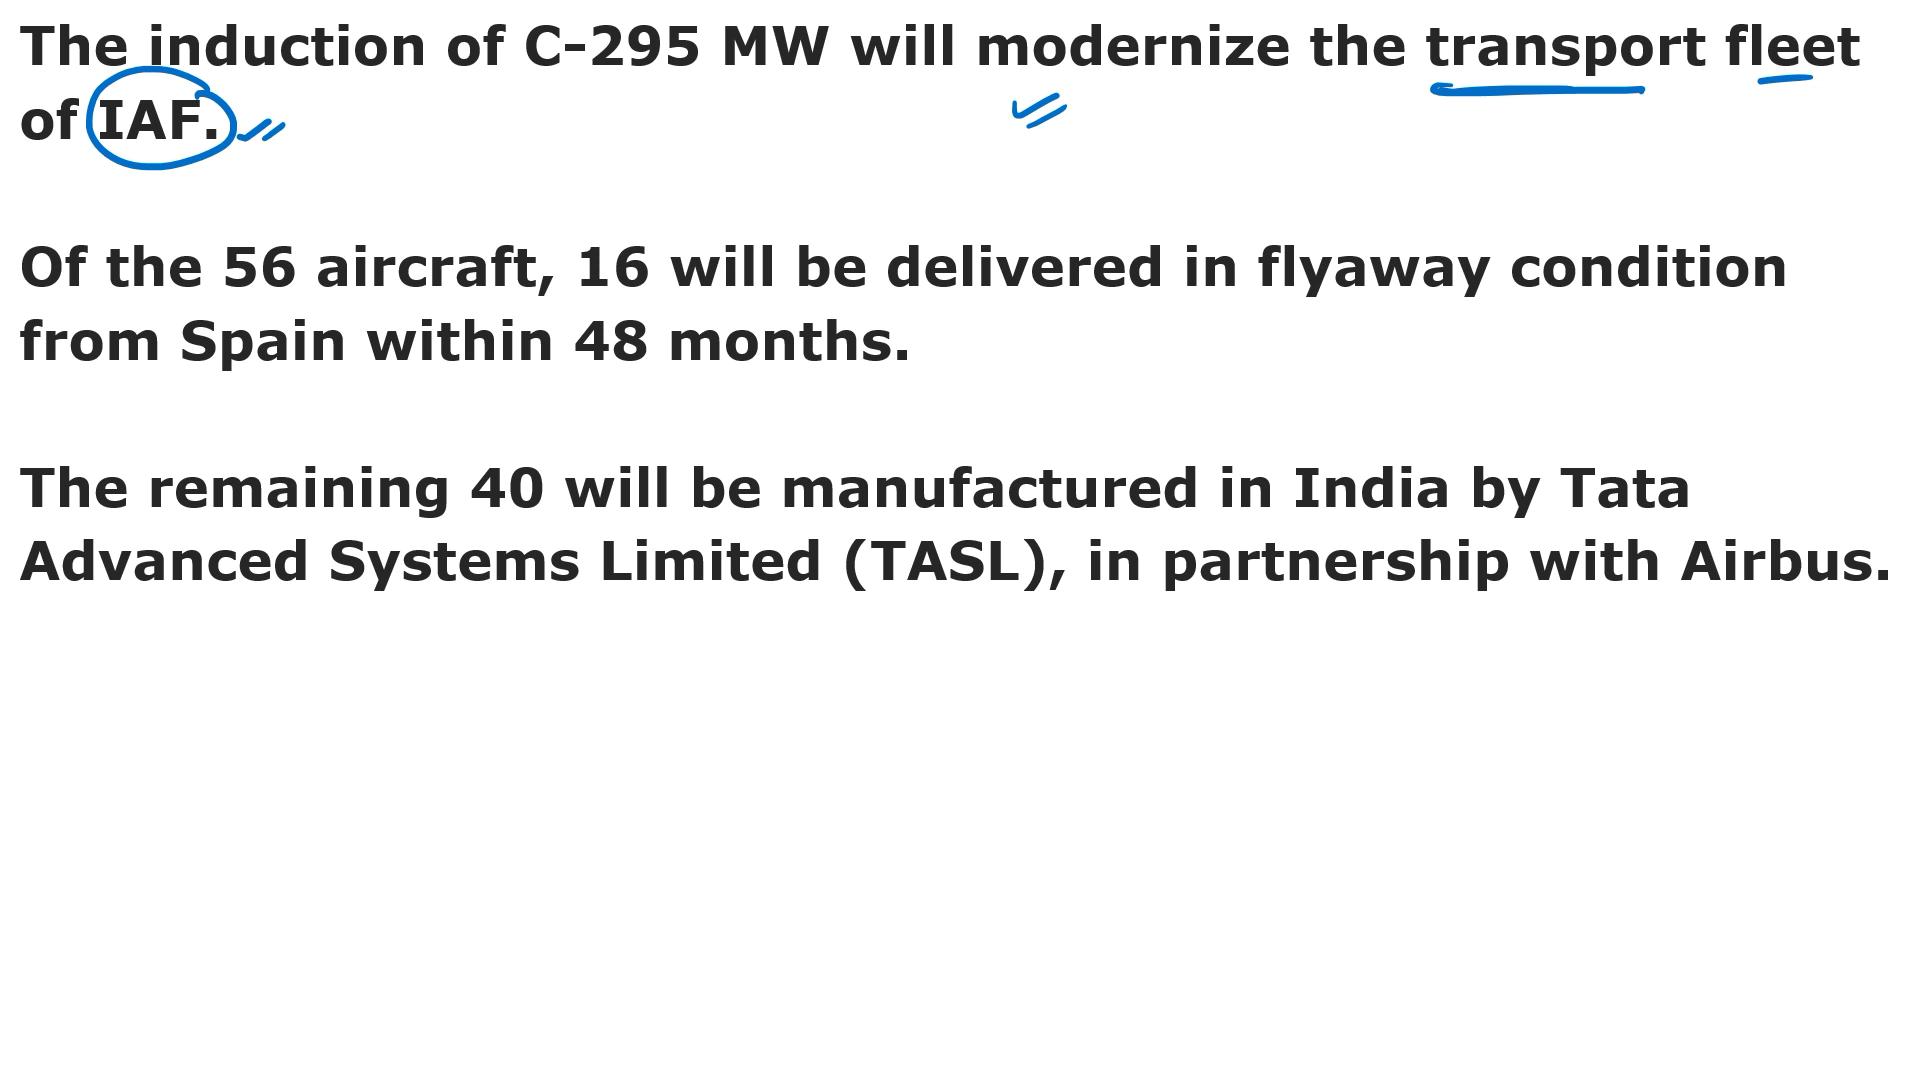 The induction of C–295 MW will modernize the transport fleet
of IAF.
Of the 56 aircraft, 16 will be delivered in flyaway condition
from Spain within 48 months.
The remaining 40 will be manufactured in India by Tata
Advanced Systems Limited (TASL), in partnership with Airbus.